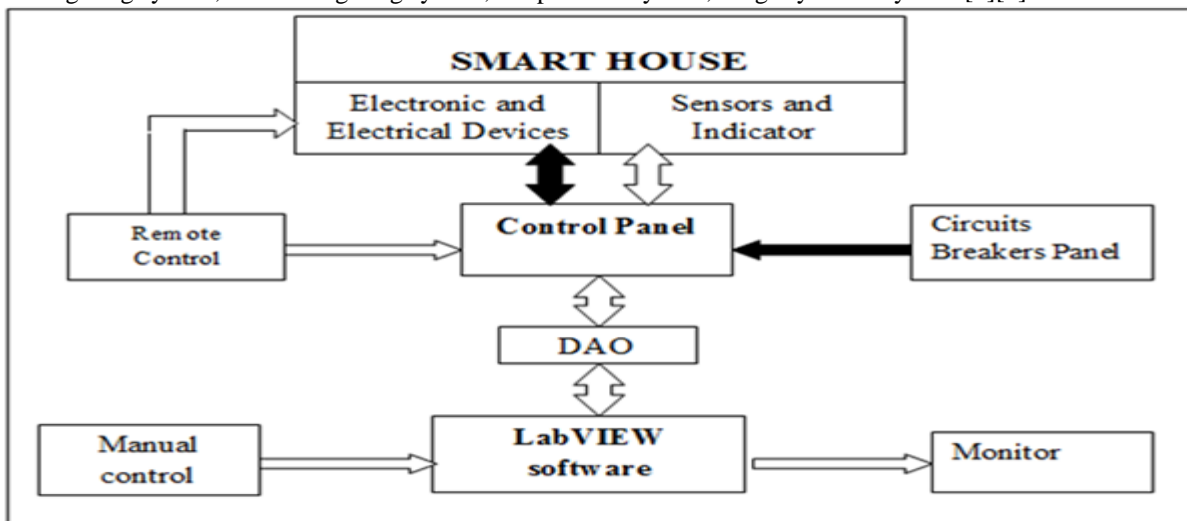 SMART HOUSE
Electronic and
Electrical Devices
Sensors and
Indicator
Remote
Control
Control Panel
Circuits
Breakers Panel
DAO
Manual
control
LabVIEW
software
Monitor